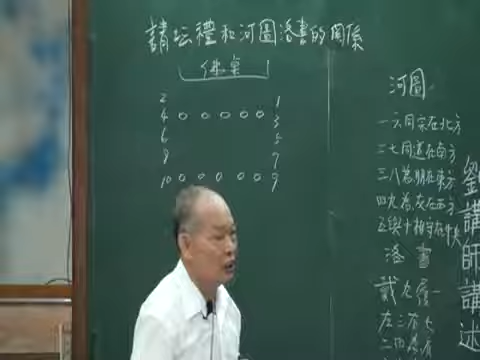 請坛禮和河圖洛書的關係
佛桌
2 1
4 ○ ○ ○ ○ ○ 3
6 5
8 7
10 ○ ○ ○ ○ ○ 9
河圖
一六同宗在北方
二七同道在南方
三八為朋在東方
四九為友在西方
五與十相守在中央
洛書
戴九履一
左三右七
二四為肩
劉講師講述